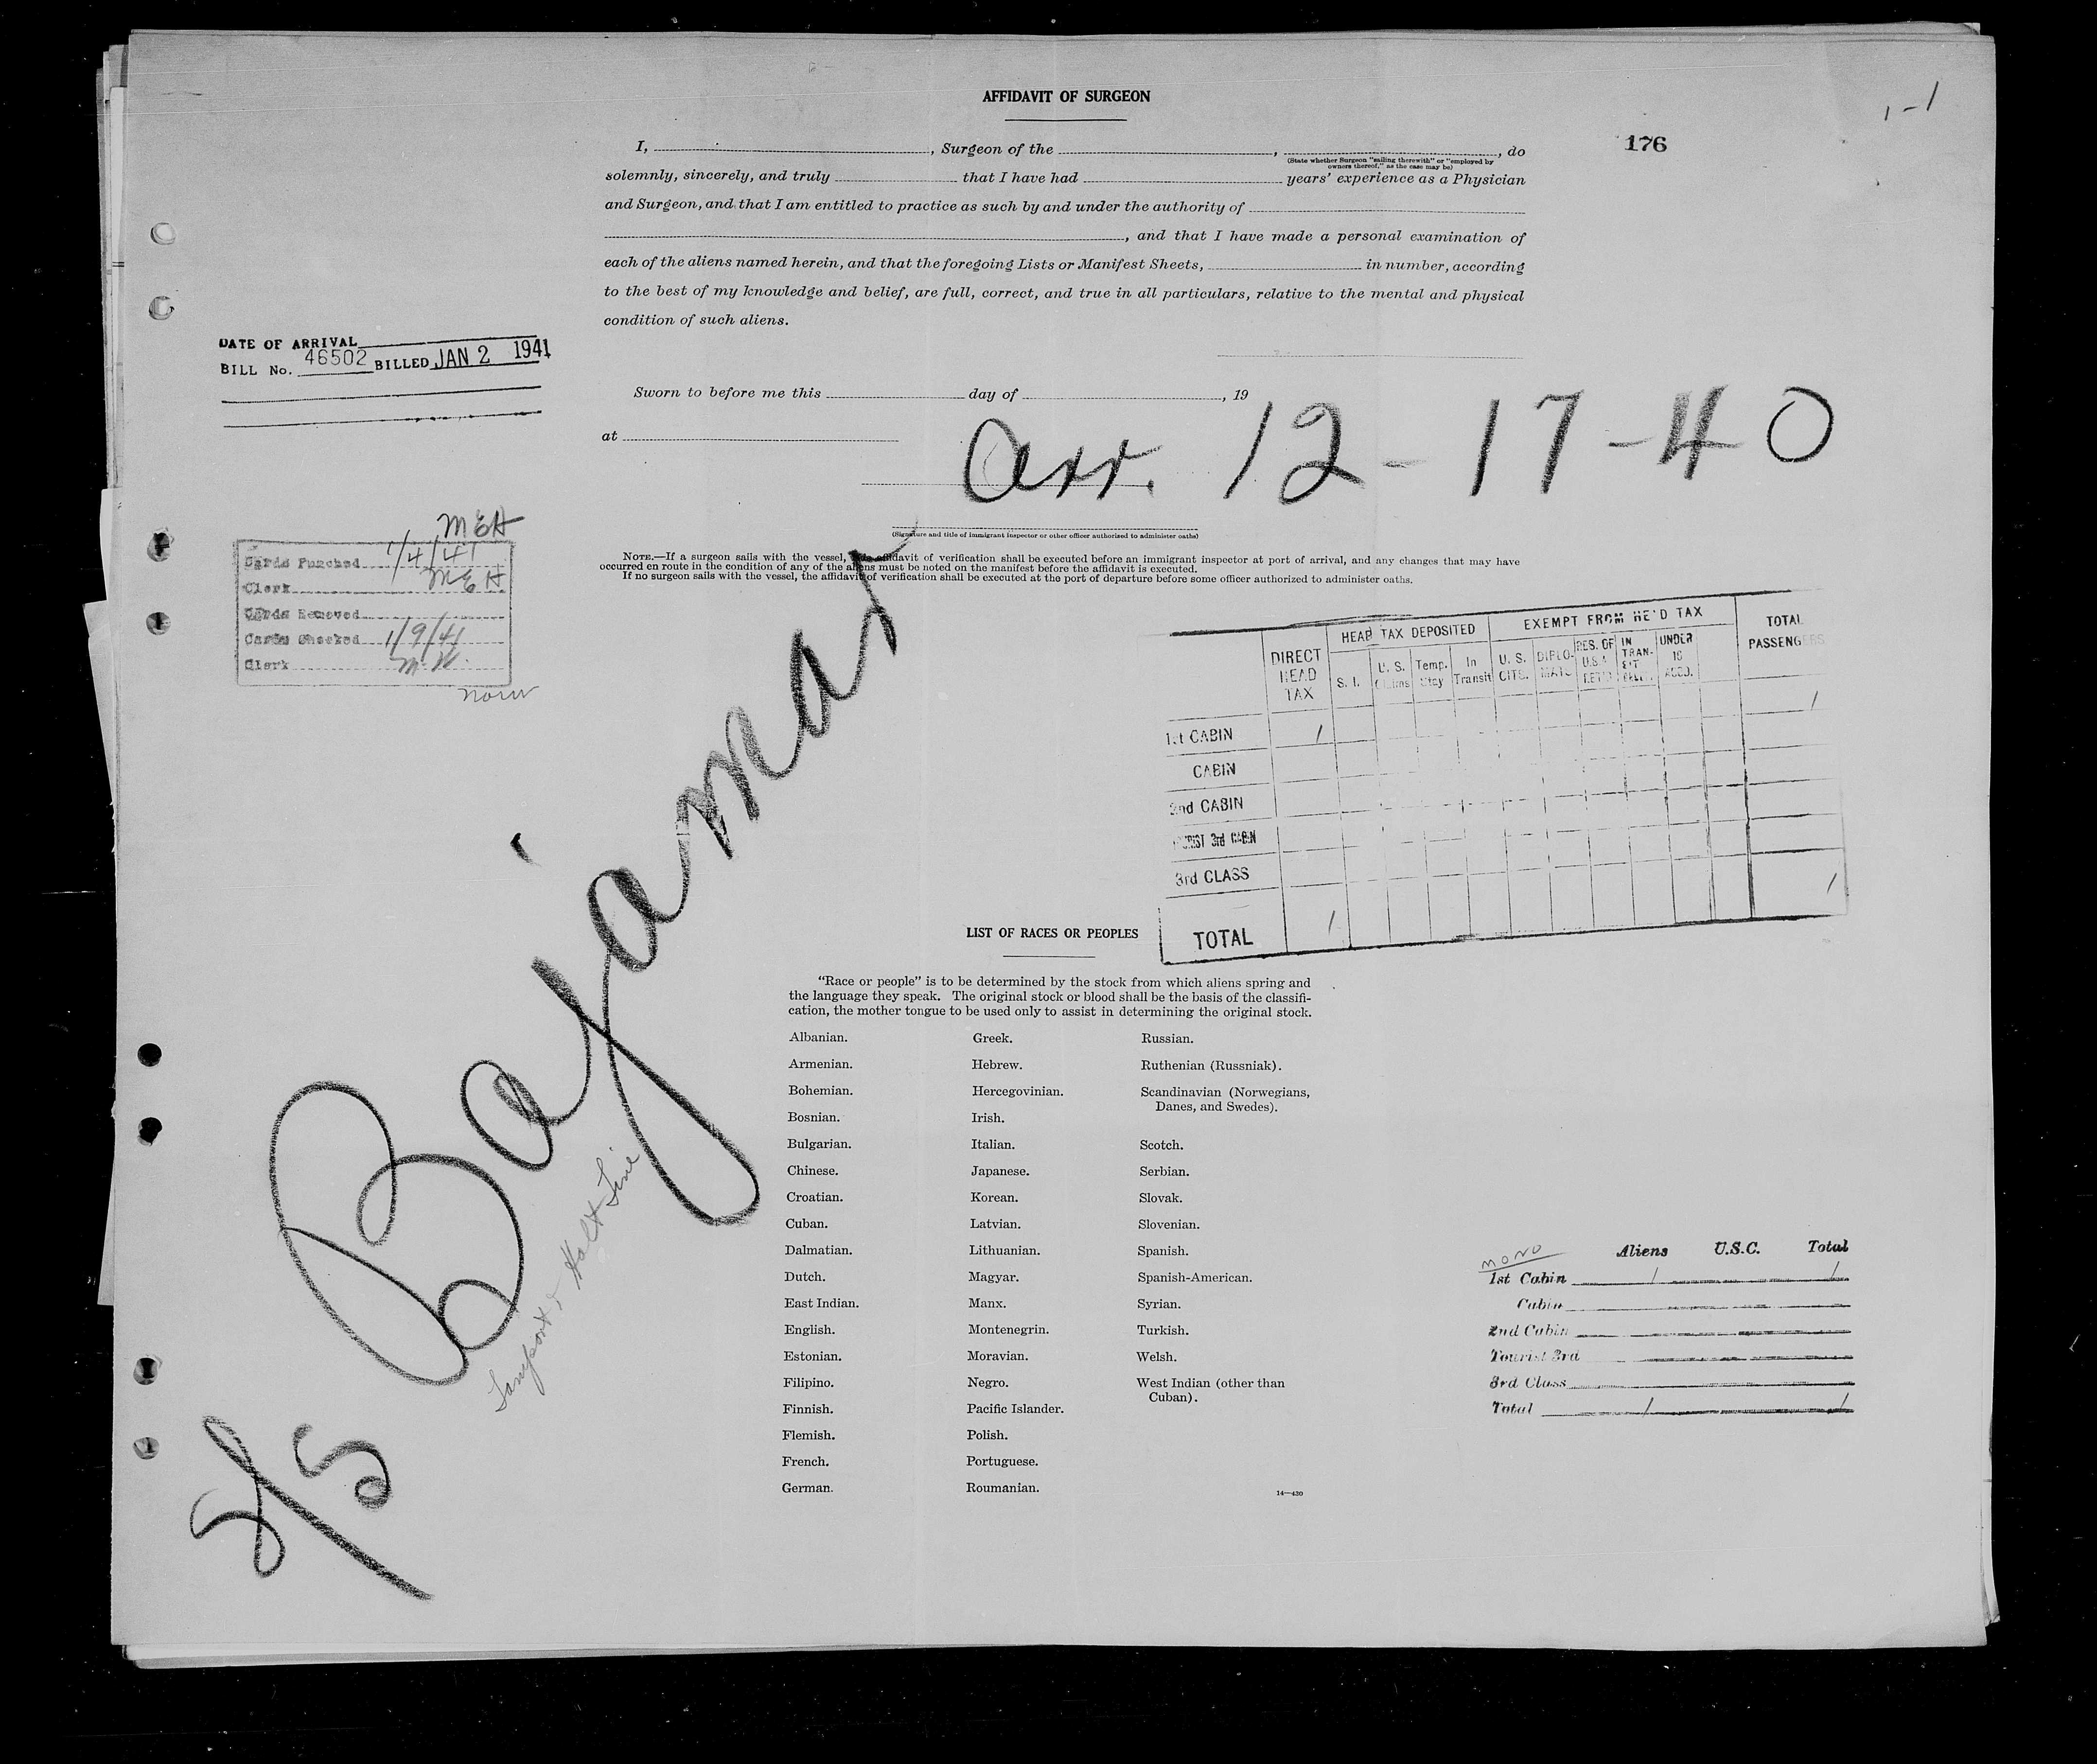 AFFIDAVIT OF SURGEON
1-1
176
I, , Surgeon of the , , do
(State whether Surgeon "sailing therewith" or "employed by
owners thereof," as the case may be)
solemnly, sincerely, and truly that I have had years' experience as a Physician
and Surgeon, and that I am entitled to practice as such by and under the authority of
, and that I have made a personal examination of
each of the aliens named herein, and that the foregoing Lists or Manifest Sheets, in number, according
to the best of my knowledge and belief, are full, correct, and true in all particulars, relative to the mental and physical
condition of such aliens.
DATE OF ARRIVAL
BILL No. 46502 BILLED JAN 2 1941
Sworn to before me this day of , 19
at
Arr. 12-17-40
(Signature and title of immigrant inspector or other officer authorized to administer oaths)
NOTE.—If a surgeon sails with the vessel, affidavit of verification shall be executed before an immigrant inspector at port of arrival, and any changes that may have
occurred en route in the condition of any of the aliens must be noted on the manifest before the affidavit is executed.
If no surgeon sails with the vessel, the affidavit of verification shall be executed at the port of departure before some officer authorized to administer oaths.
MEH
Cards Punched 1/4/41
Clerk MEH.
Cards Removed
Cards Checked 1/9/41
Clerk M.N.
DIRECT HEAD TAX
HEAD TAX DEPOSITED
S. I.
U. S. Claims
Temp. Stay
In Transit
EXEMPT FROM HEAD TAX
U. S. CITS.
DIPLO-MATS
RES. OF U.S.A.
IN TRAN-SIT
UNDER 16 ACCO.
TOTAL PASSENGERS
1
1st CABIN 1
CABIN
2nd CABIN
TOURIST 3rd CABIN
3rd CLASS
TOTAL 1 1
S/S Bajamar
Lamport & Holt Line
LIST OF RACES OR PEOPLES
"Race or people" is to be determined by the stock from which aliens spring and
the language they speak. The original stock or blood shall be the basis of the classifi-
cation, the mother tongue to be used only to assist in determining the original stock.
Albanian.
Armenian.
Bohemian.
Bosnian.
Bulgarian.
Chinese.
Croatian.
Cuban.
Dalmatian.
Dutch.
East Indian.
English.
Estonian.
Filipino.
Finnish.
Flemish.
French.
German.
Greek.
Hebrew.
Hercegovinian.
Irish.
Italian.
Japanese.
Korean.
Latvian.
Lithuanian.
Magyar.
Manx.
Montenegrin.
Moravian.
Negro.
Pacific Islander.
Polish.
Portuguese.
Roumanian.
Russian.
Ruthenian (Russniak).
Scandinavian (Norwegians,
Danes, and Swedes).
Scotch.
Serbian.
Slovak.
Slovenian.
Spanish.
Spanish-American.
Syrian.
Turkish.
Welsh.
West Indian (other than
Cuban).
14—430
MONO
Aliens U.S.C. Total
1st Cabin 1 1
Cabin
2nd Cabin
Tourist 3rd
3rd Class
Total 1 1